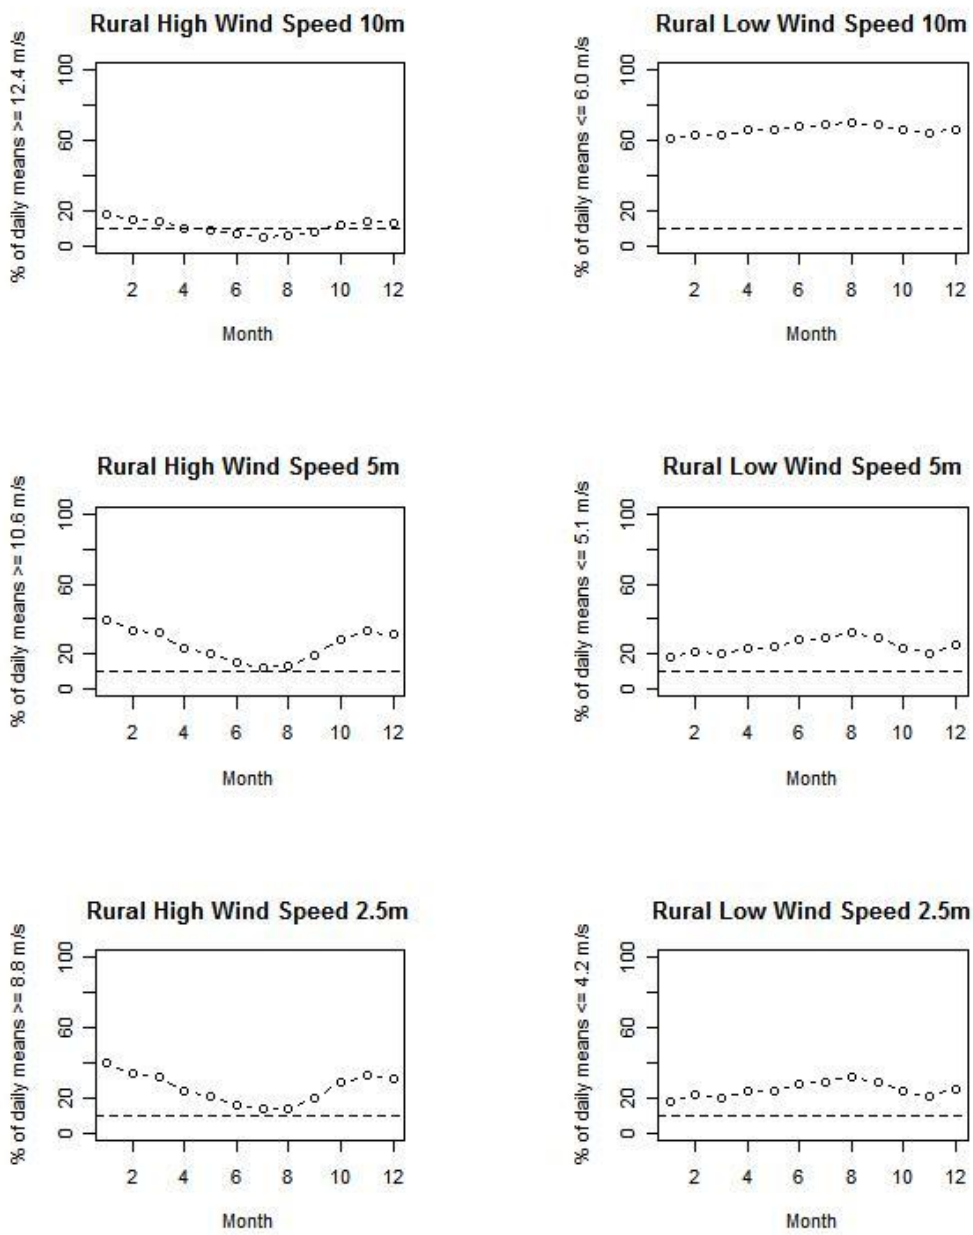 Rural High Wind Speed 10m
% of daily means >= 12.4 m/s
100
60
20
0
2 4 6 8 10 12
Month
Rural Low Wind Speed 10m
% of daily means <= 6.0 m/s
100
60
20
0
2 4 6 8 10 12
Month
Rural High Wind Speed 5m
% of daily means >= 10.6 m/s
100
60
20
0
2 4 6 8 10 12
Month
Rural Low Wind Speed 5m
% of daily means <= 5.1 m/s
100
60
20
0
2 4 6 8 10 12
Month
Rural High Wind Speed 2.5m
% of daily means >= 8.8 m/s
100
60
20
0
2 4 6 8 10 12
Month
Rural Low Wind Speed 2.5m
% of daily means <= 4.2 m/s
100
60
20
0
2 4 6 8 10 12
Month